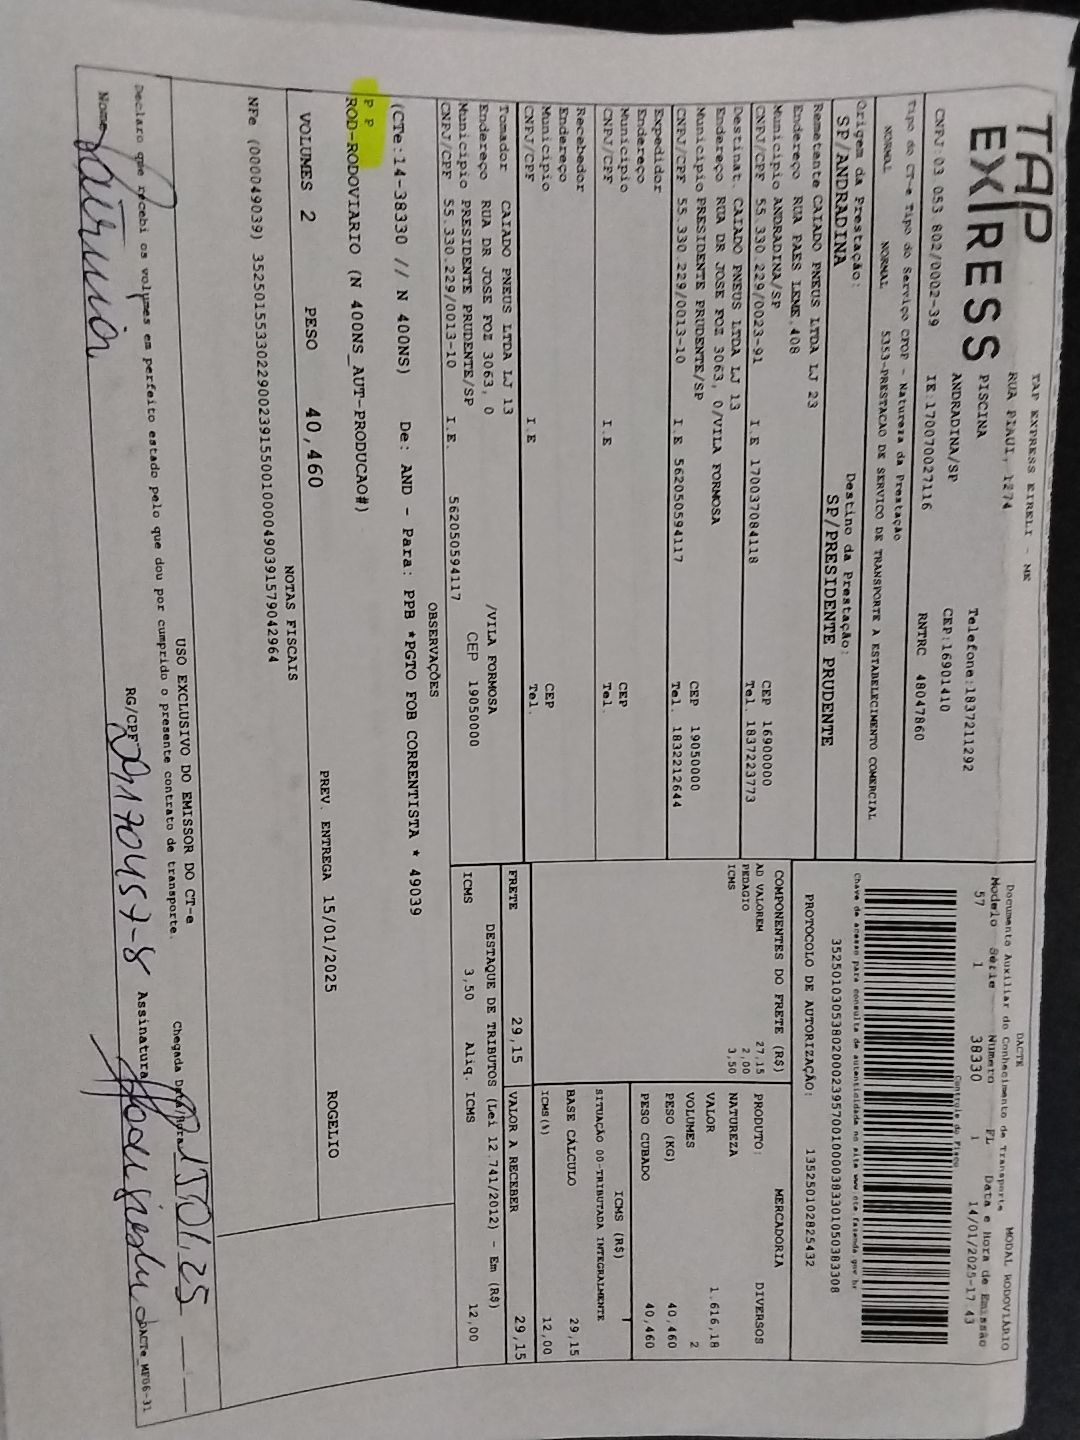 TAP
EX/RESS
TAP EXPRESS EIRELI - ME
RUA PIAUI, 1274
PISCINA
ANDRADINA/SP
Telefone:1837211292
CEP:16901410
CNPJ:03.053.802/0002-39 IE:170070027116 RNTRC 48047860
Tipo do CT-e Tipo do Serviço CFOP - Natureza da Prestação
NORMAL NORMAL 5353-PRESTACAO DE SERVICO DE TRANSPORTE A ESTABELECIMENTO COMERCIAL
Origem da Prestação: Destino da Prestação:
SP/ANDRADINA SP/PRESIDENTE PRUDENTE
DACTE MODAL RODOVIÁRIO
Documento Auxiliar do Conhecimento de Transporte
Modelo Série Número FL Data e Hora de Emissão
57 1 38330 1 14/01/2025-17:43
Controle do Fisco
Chave de acesso para consulta de autenticidade no site www.cte.fazenda.gov.br
PROTOCOLO DE AUTORIZAÇÃO: 135250102825432
Remetente CAIADO PNEUS LTDA LJ 23
Endereço RUA PAES LEME,408
Município ANDRADINA/SP CEP 16900000
CNPJ/CPF 55.330.229/0023-91 I.E 170037084118 Tel. 1837223773
Destinat. CAIADO PNEUS LTDA LJ 13
Endereço RUA DR JOSE FOZ 3063, 0/VILA FORMOSA
Município PRESIDENTE PRUDENTE/SP CEP 19050000
CNPJ/CPF 55.330.229/0013-10 I.E 562050594117 Tel. 1832212644
Expedidor
Endereço
Município CEP
CNPJ/CPF I.E Tel.
Recebedor
Endereço
Município CEP
CNPJ/CPF I.E Tel.
Tomador CAIADO PNEUS LTDA LJ 13
Endereço RUA DR JOSE FOZ 3063, 0 /VILA FORMOSA
Município PRESIDENTE PRUDENTE/SP CEP 19050000
CNPJ/CPF 55.330.229/0013-10 I.E. 562050594117
COMPONENTES DO FRETE (R$)
AD VALOREM 27,15
PEDAGIO 2,00
ICMS 3,50
PRODUTO: MERCADORIA
NATUREZA DIVERSOS
VALOR 1.616,18
VOLUMES 2
PESO (KG) 40,460
PESO CUBADO 40,460
ICMS (R$)
SITUAÇÃO 00-TRIBUTADA INTEGRALMENTE
BASE CÁLCULO 29,15
ICMS(%) 12,00
FRETE 29,15 VALOR A RECEBER 29,15
DESTAQUE DE TRIBUTOS (Lei 12.741/2012) - Em (R$)
ICMS 3,50 Aliq. ICMS 12,00
OBSERVAÇÕES
(CTe:14-38330 // N 400NS) De: AND - Para: PPB *PGTO FOB CORRENTISTA * 49039
P P
ROD-RODOVIARIO (N 400NS_AUT-PRODUCAO#)
VOLUMES 2 PESO 40,460 PREV. ENTREGA 15/01/2025 ROGELIO
NOTAS FISCAIS
NFe (000049039) 35250155330229002391550010000490391579042964
USO EXCLUSIVO DO EMISSOR DO CT-e
Declaro que recebi os volumes em perfeito estado pelo que dou por cumprido o presente contrato de transporte.
Chegada Data/Hora
Nome RG/CPF Assinatura
DACTe_MF06-31